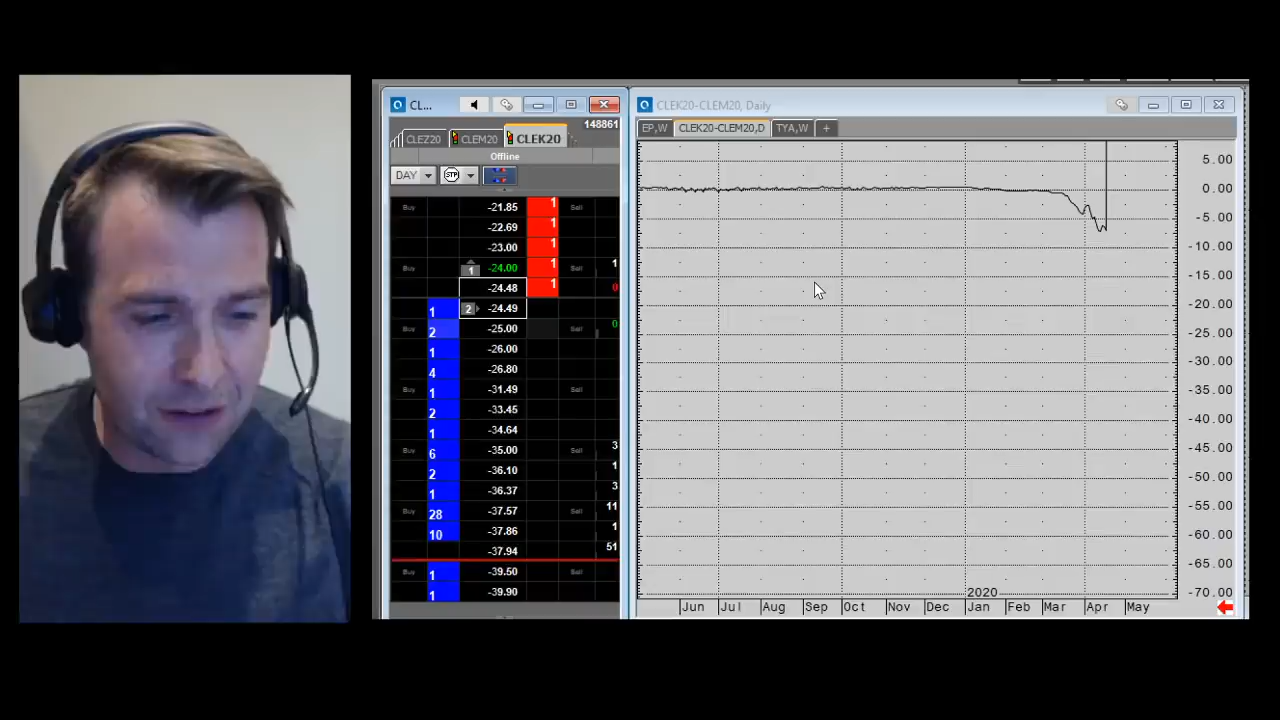 CL...
CLEK20-CLEM20, Daily
148861
CLEZ20 CLEM20 CLEK20
EP,W CLEK20-CLEM20,D TYA,W +
Offline
DAY STP
Buy -21.85 1 Sell
-22.69 1
-23.00 1
Buy 1 -24.00 1 Sell 1
-24.48 1 0
1 2 -24.49
Buy 2 -25.00 Sell 0
1 -26.00
4 -26.80
Buy 1 -31.49 Sell
2 -33.45
1 -34.64
Buy 6 -35.00 Sell 3
2 -36.10 1
1 -36.37 3
Buy 28 -37.57 Sell 11
10 -37.86 1
-37.94 51
Buy 1 -39.50 Sell
1 -39.90
5.00
0.00
-5.00
-10.00
-15.00
-20.00
-25.00
-30.00
-35.00
-40.00
-45.00
-50.00
-55.00
-60.00
-65.00
-70.00
2020
Jun Jul Aug Sep Oct Nov Dec Jan Feb Mar Apr May